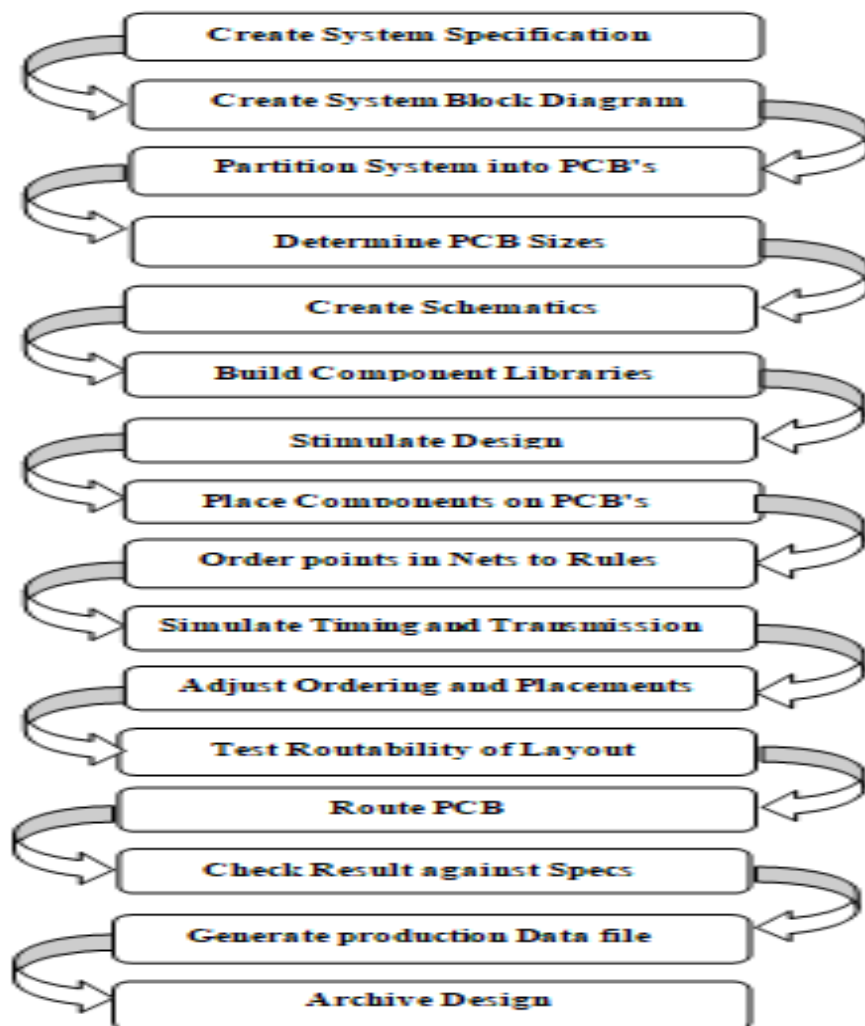 Create System Specification
Create System Block Diagram
Partition System into PCB's
Determine PCB Sizes
Create Schematics
Build Component Libraries
Stimulate Design
Place Components on PCB's
Order points in Nets to Rules
Simulate Timing and Transmission
Adjust Ordering and Placements
Test Routability of Layout
Route PCB
Check Result against Specs
Generate production Data file
Archive Design